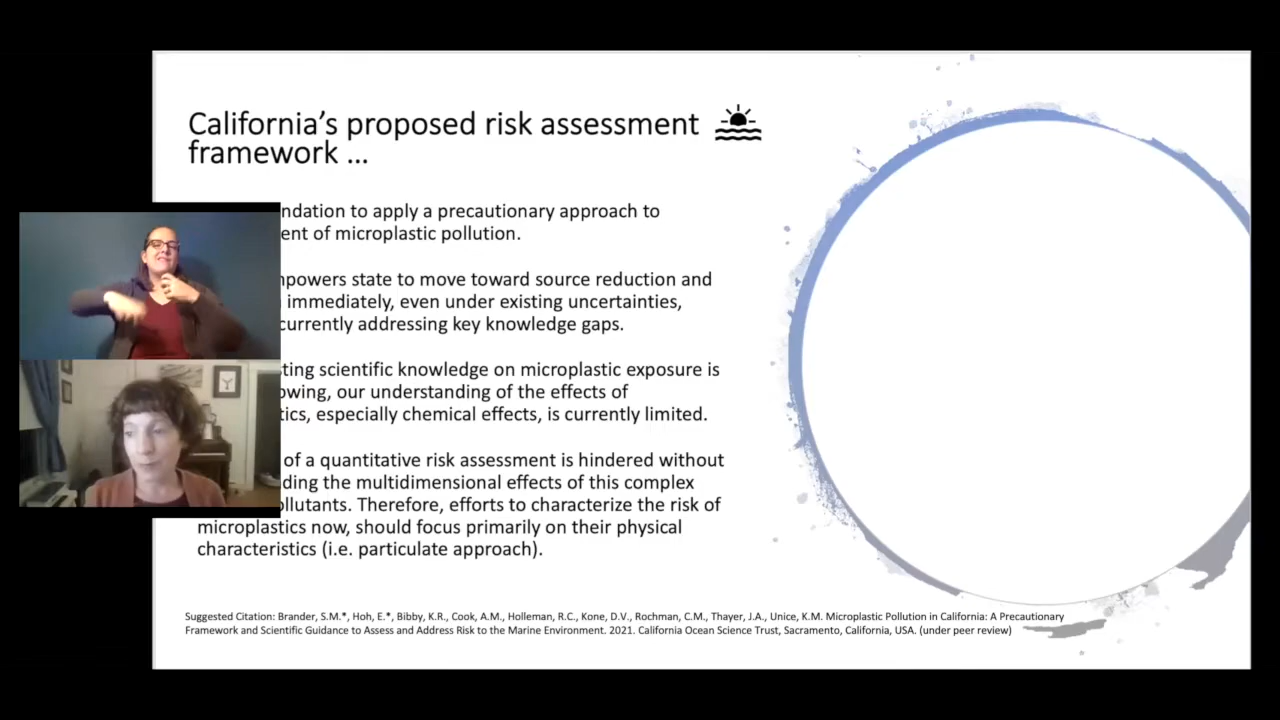 California's proposed risk assessment
framework ...
ndation to apply a precautionary approach to
ent of microplastic pollution.
powers state to move toward source reduction and
immediately, even under existing uncertainties,
currently addressing key knowledge gaps.
ting scientific knowledge on microplastic exposure is
owing, our understanding of the effects of
tics, especially chemical effects, is currently limited.
of a quantitative risk assessment is hindered without
ding the multidimensional effects of this complex
ollutants. Therefore, efforts to characterize the risk of
microplastics now, should focus primarily on their physical
characteristics (i.e. particulate approach).
Suggested Citation: Brander, S.M.*, Hoh, E.*, Bibby, K.R., Cook, A.M., Holleman, R.C., Kone, D.V., Rochman, C.M., Thayer, J.A., Unice, K.M. Microplastic Pollution in California: A Precautionary
Framework and Scientific Guidance to Assess and Address Risk to the Marine Environment. 2021. California Ocean Science Trust, Sacramento, California, USA. (under peer review)